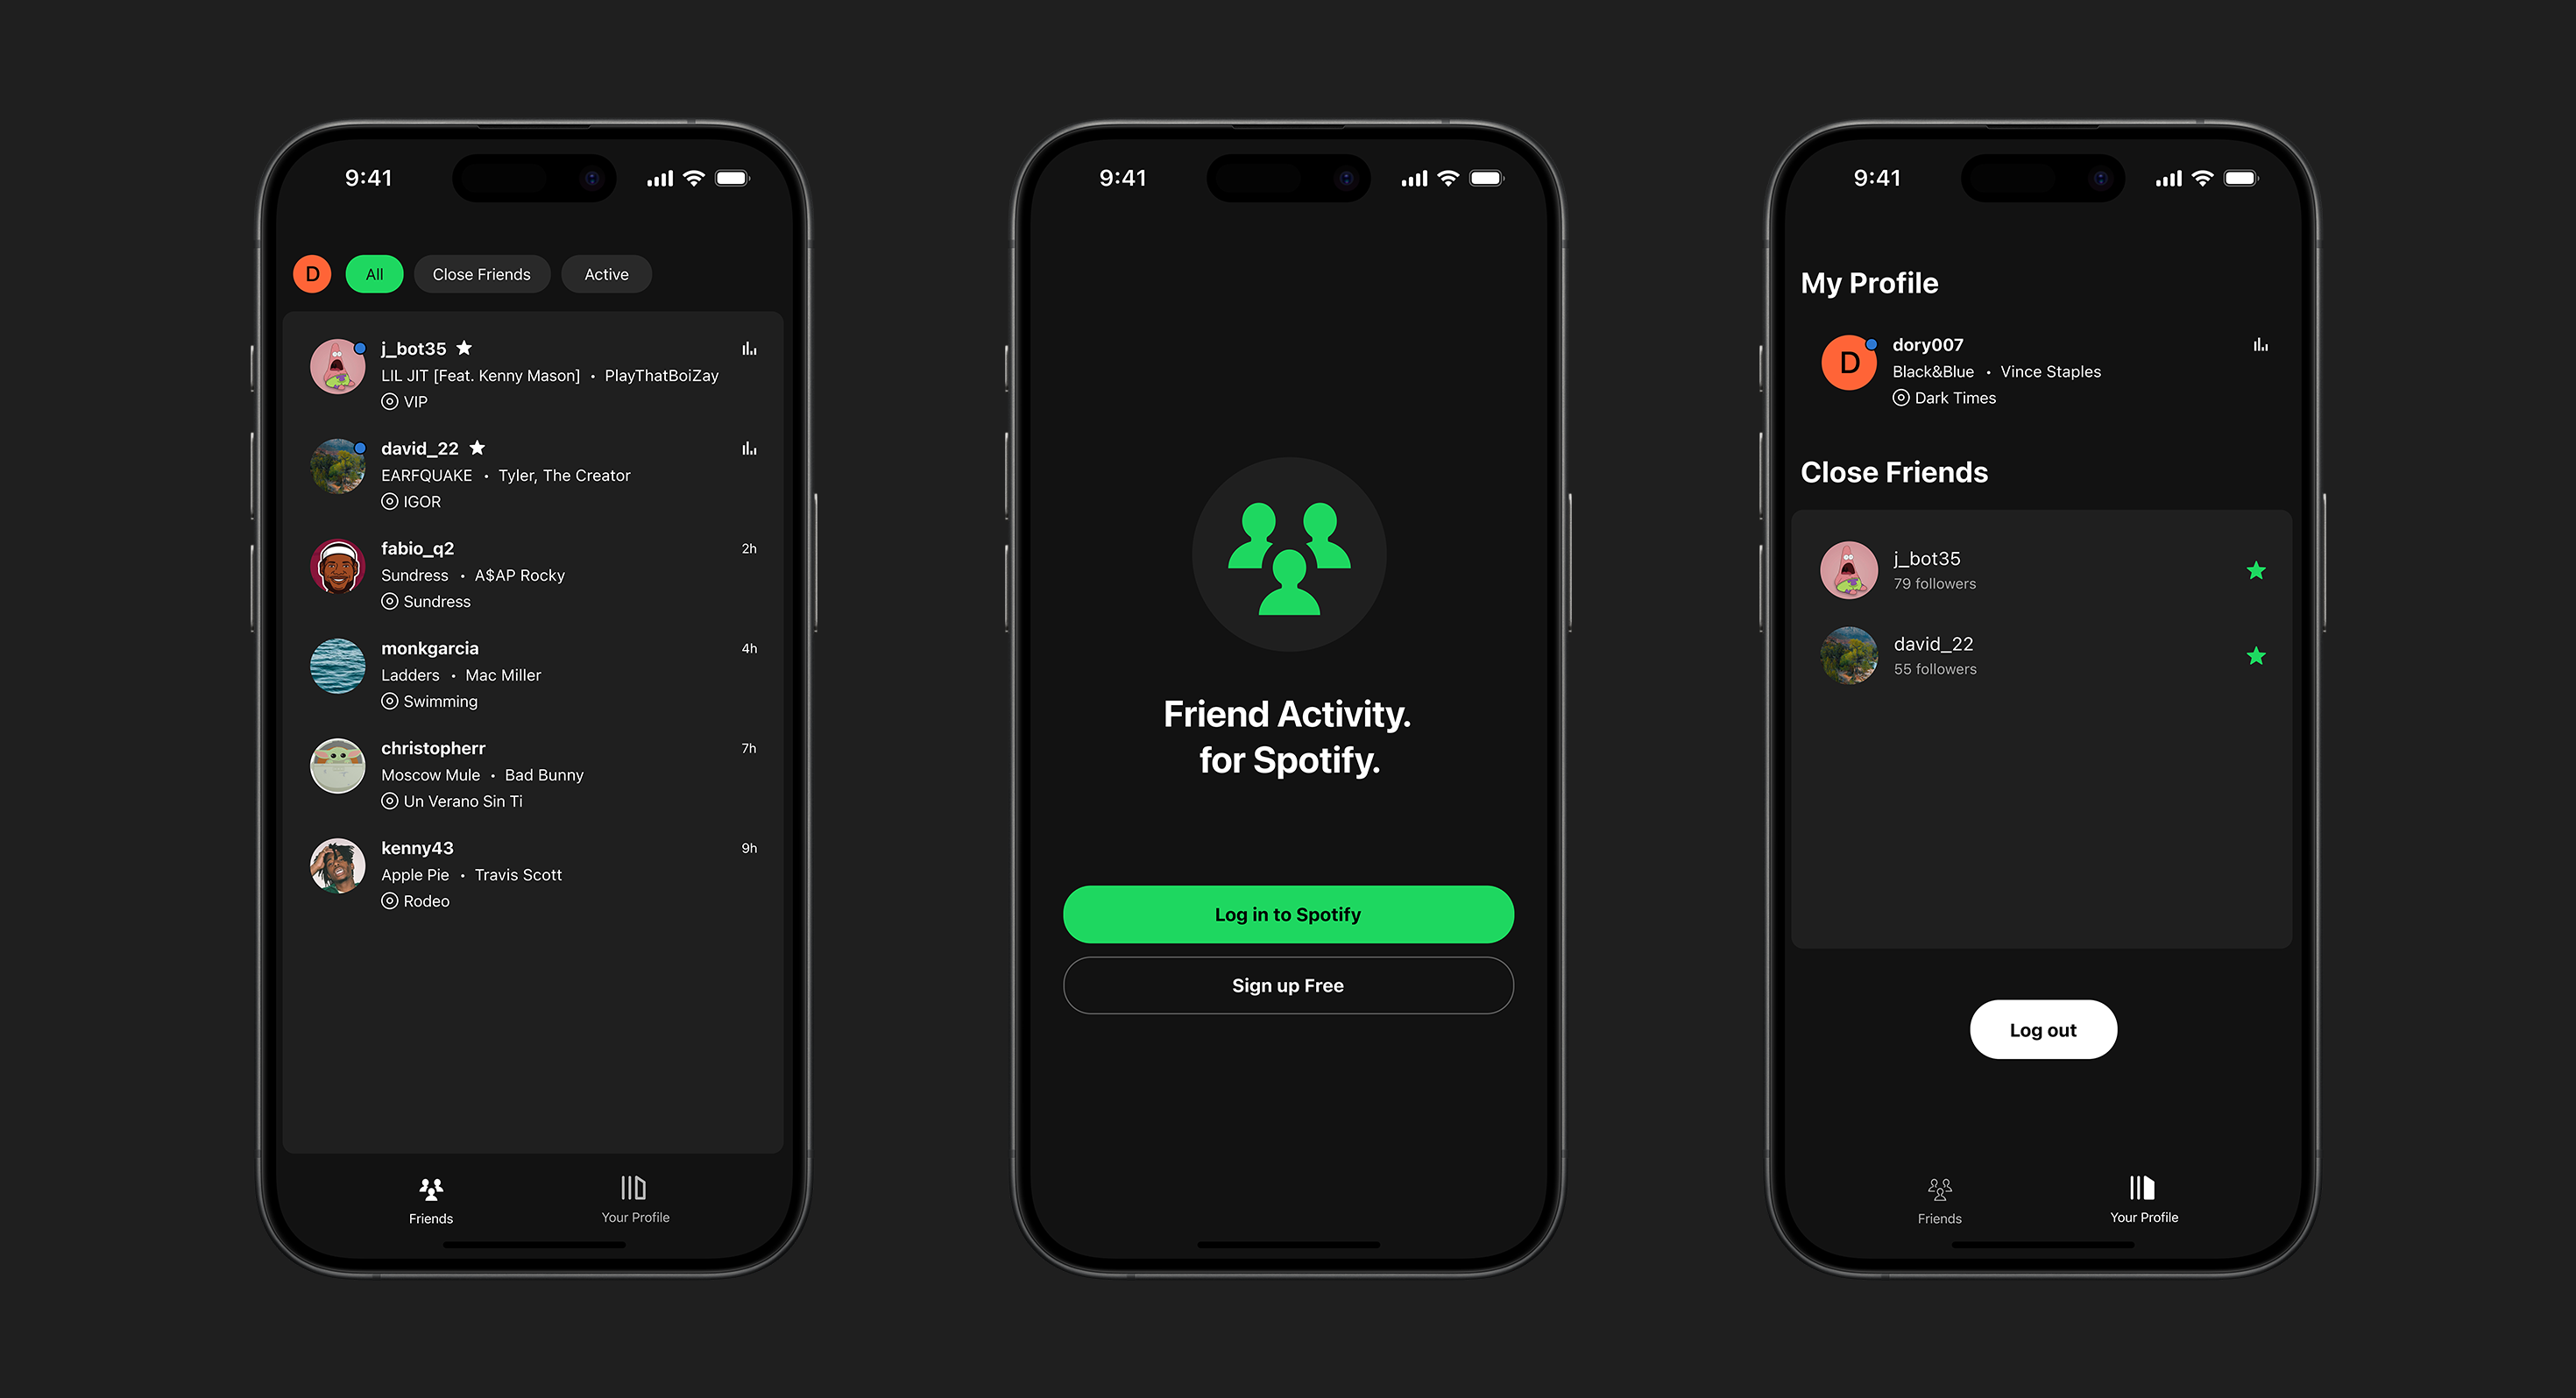 9:41
D All Close Friends Active
j_bot35
LIL JIT [Feat. Kenny Mason] • PlayThatBoiZay
VIP
david_22
EARFQUAKE • Tyler, The Creator
IGOR
fabio_q2 2h
Sundress • A$AP Rocky
Sundress
monkgarcia 4h
Ladders • Mac Miller
Swimming
christopherr 7h
Moscow Mule • Bad Bunny
Un Verano Sin Ti
kenny43 9h
Apple Pie • Travis Scott
Rodeo
Friends Your Profile
9:41
Friend Activity.
for Spotify.
Log in to Spotify
Sign up Free
9:41
My Profile
D
dory007
Black&Blue • Vince Staples
Dark Times
Close Friends
j_bot35
79 followers
david_22
55 followers
Log out
Friends Your Profile